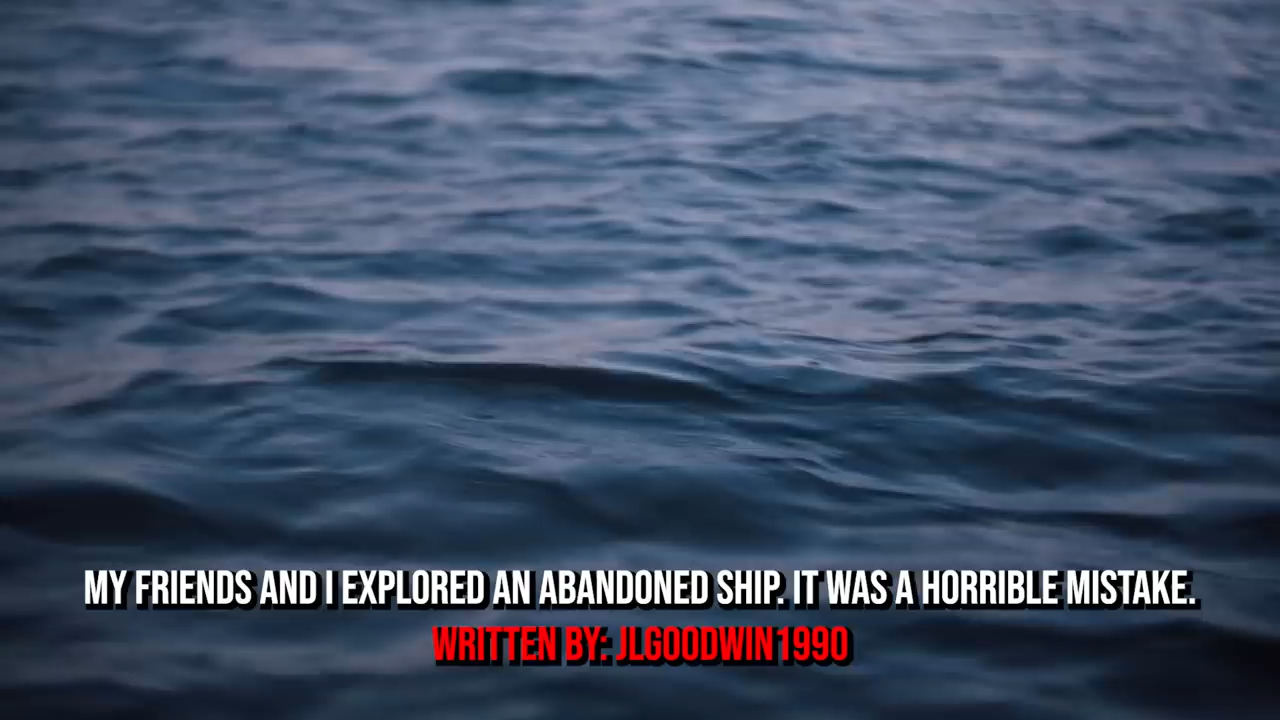 MY FRIENDS AND I EXPLORED AN ABANDONED SHIP. IT WAS A HORRIBLE MISTAKE.
WRITTEN BY: JLGOODWIN1990